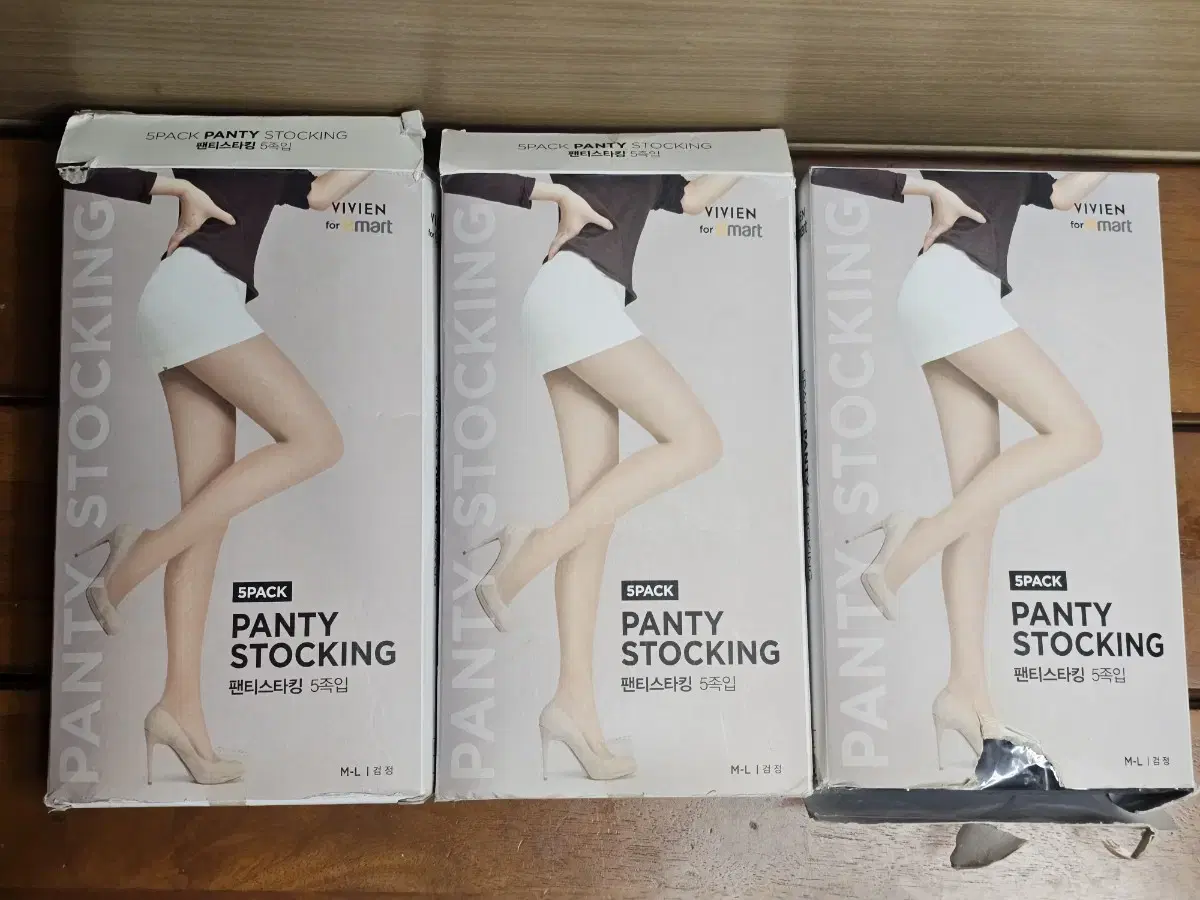 5PACK PANTY STOCKING
팬티스타킹 5족입
PANTY STOCKING
VIVIEN
for emart
5PACK
PANTY
STOCKING
팬티스타킹 5족입
M-L | 검정
5PACK PANTY STOCKING
팬티스타킹 5족입
PANTY STOCKING
VIVIEN
for emart
5PACK
PANTY
STOCKING
팬티스타킹 5족입
M-L | 검정
PANTY STOCKING
VIVIEN
for emart
5PACK
PANTY
STOCKING
팬티스타킹 5족입
M-L | 검정